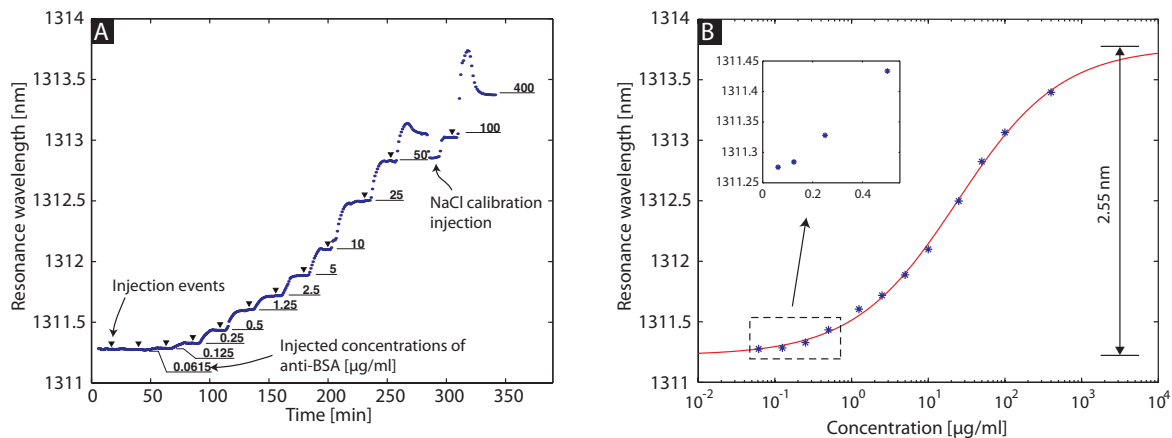 A
Resonance wavelength [nm]
1314
1313.5
1313
1312.5
1312
1311.5
1311
0 50 100 150 200 250 300 350
Time [min]
Injection events
0.0615
0.125
0.25
0.5
1.25
2.5
5
10
25
50
100
400
NaCl calibration
injection
Injected concentrations of
anti-BSA [µg/ml]
B
Resonance wavelength [nm]
1314
1313.5
1313
1312.5
1312
1311.5
1311
10-2 10-1 100 101 102 103 104
Concentration [µg/ml]
1311.45
1311.4
1311.35
1311.3
1311.25
0 0.2 0.4
2.55 nm